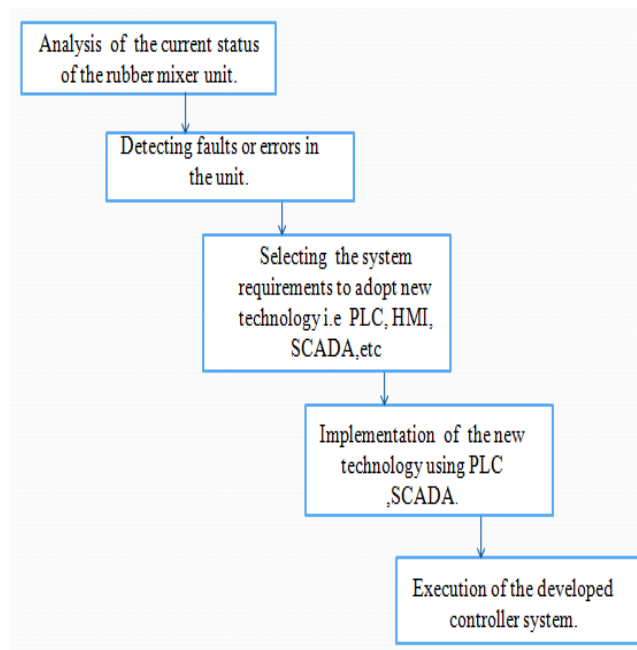 Analysis of the current status
of the rubber mixer unit.
Detecting faults or errors in
the unit.
Selecting the system
requirements to adopt new
technology i.e PLC, HMI,
SCADA,etc
Implementation of the new
technology using PLC
,SCADA.
Execution of the developed
controller system.